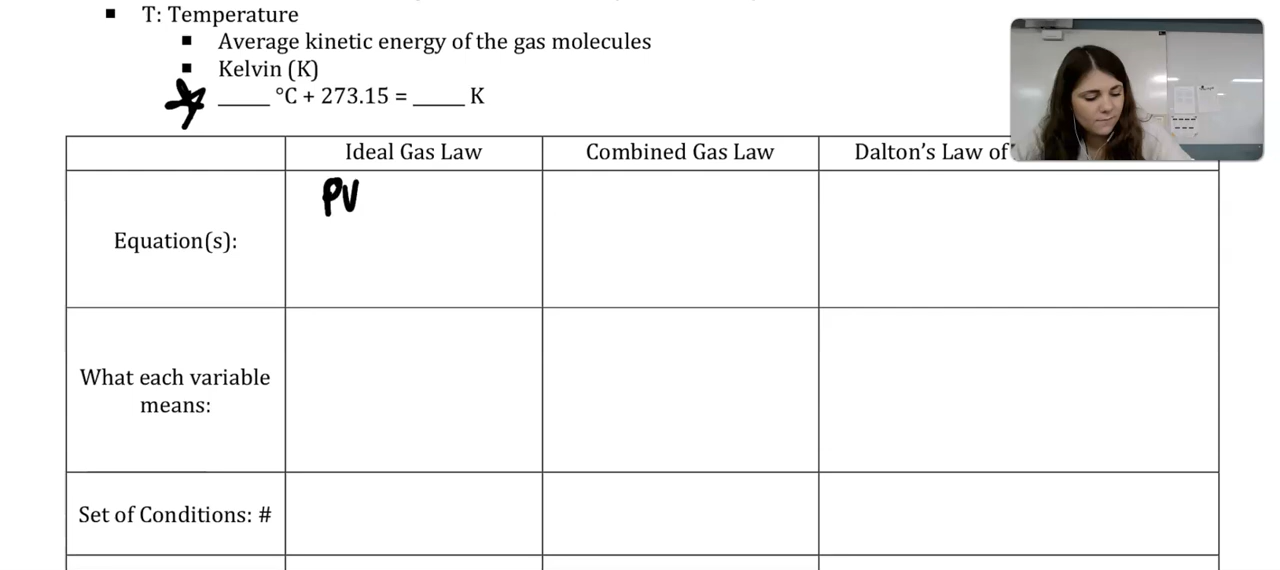 ▪ T: Temperature
▪ Average kinetic energy of the gas molecules
▪ Kelvin (K)
_____ °C + 273.15 = _____ K
Ideal Gas Law
Combined Gas Law
Dalton's Law of
PV
Equation(s):
What each variable
means:
Set of Conditions: #